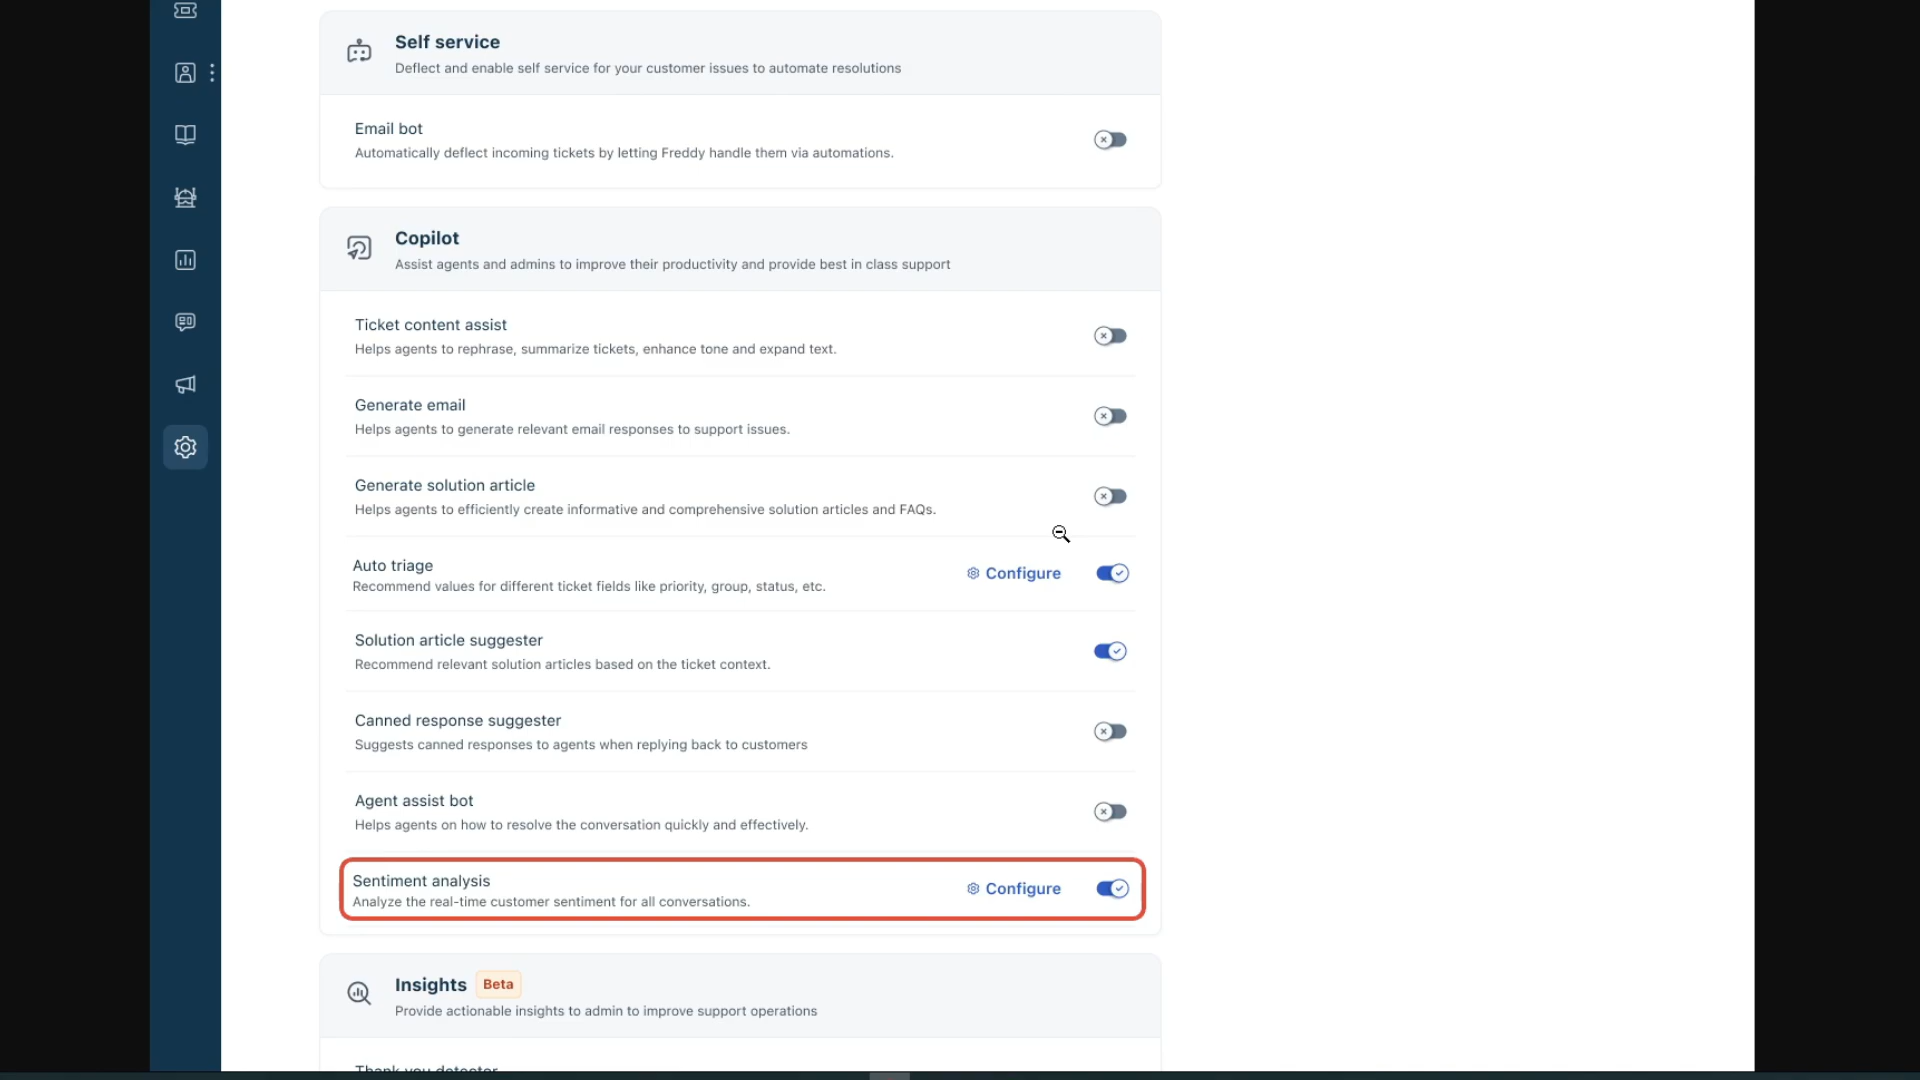 Self service
Deflect and enable self service for your customer issues to automate resolutions
Email bot
Automatically deflect incoming tickets by letting Freddy handle them via automations.
Copilot
Assist agents and admins to improve their productivity and provide best in class support
Ticket content assist
Helps agents to rephrase, summarize tickets, enhance tone and expand text.
Generate email
Helps agents to generate relevant email responses to support issues.
Generate solution article
Helps agents to efficiently create informative and comprehensive solution articles and FAQs.
Auto triage
Configure
Recommend values for different ticket fields like priority, group, status, etc.
Solution article suggester
Recommend relevant solution articles based on the ticket context.
Canned response suggester
Suggests canned responses to agents when replying back to customers
Agent assist bot
Helps agents on how to resolve the conversation quickly and effectively.
Sentiment analysis
Configure
Analyze the real-time customer sentiment for all conversations.
Insights Beta
Provide actionable insights to admin to improve support operations
Thank you detector